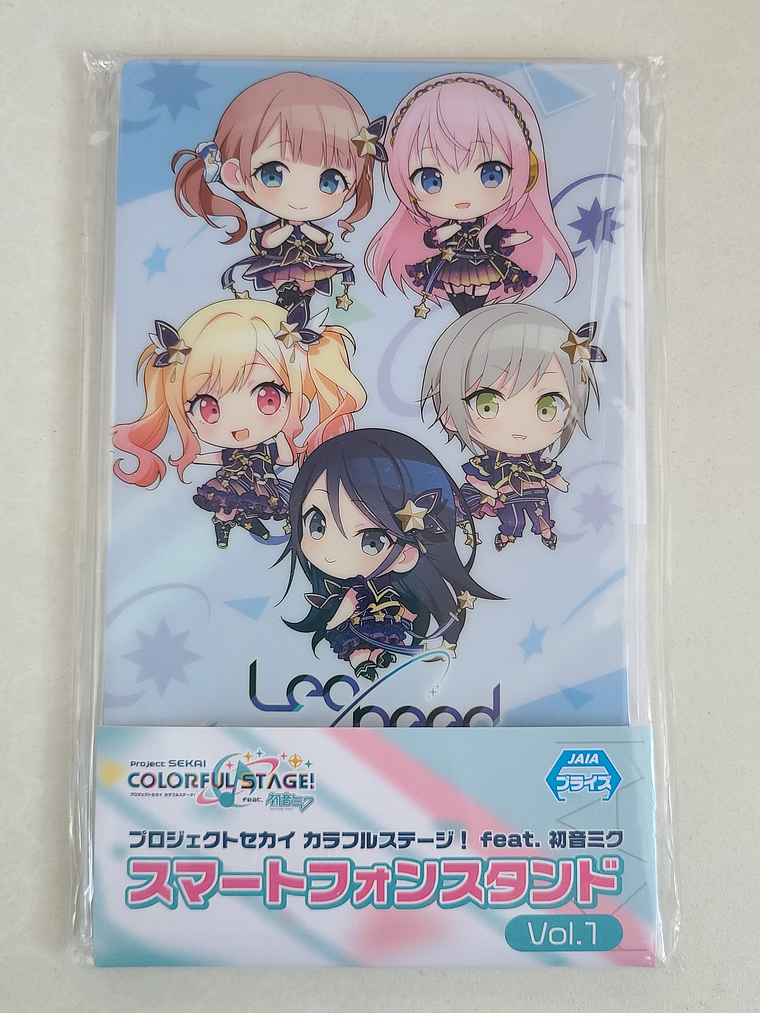 Leo/need
Project SEKAI
COLORFUL STAGE!
プロジェクトセカイ カラフルステージ!
feat. 初音ミク
JAIA
プライズ
プロジェクトセカイ カラフルステージ! feat. 初音ミク
スマートフォンスタンド
Vol.1